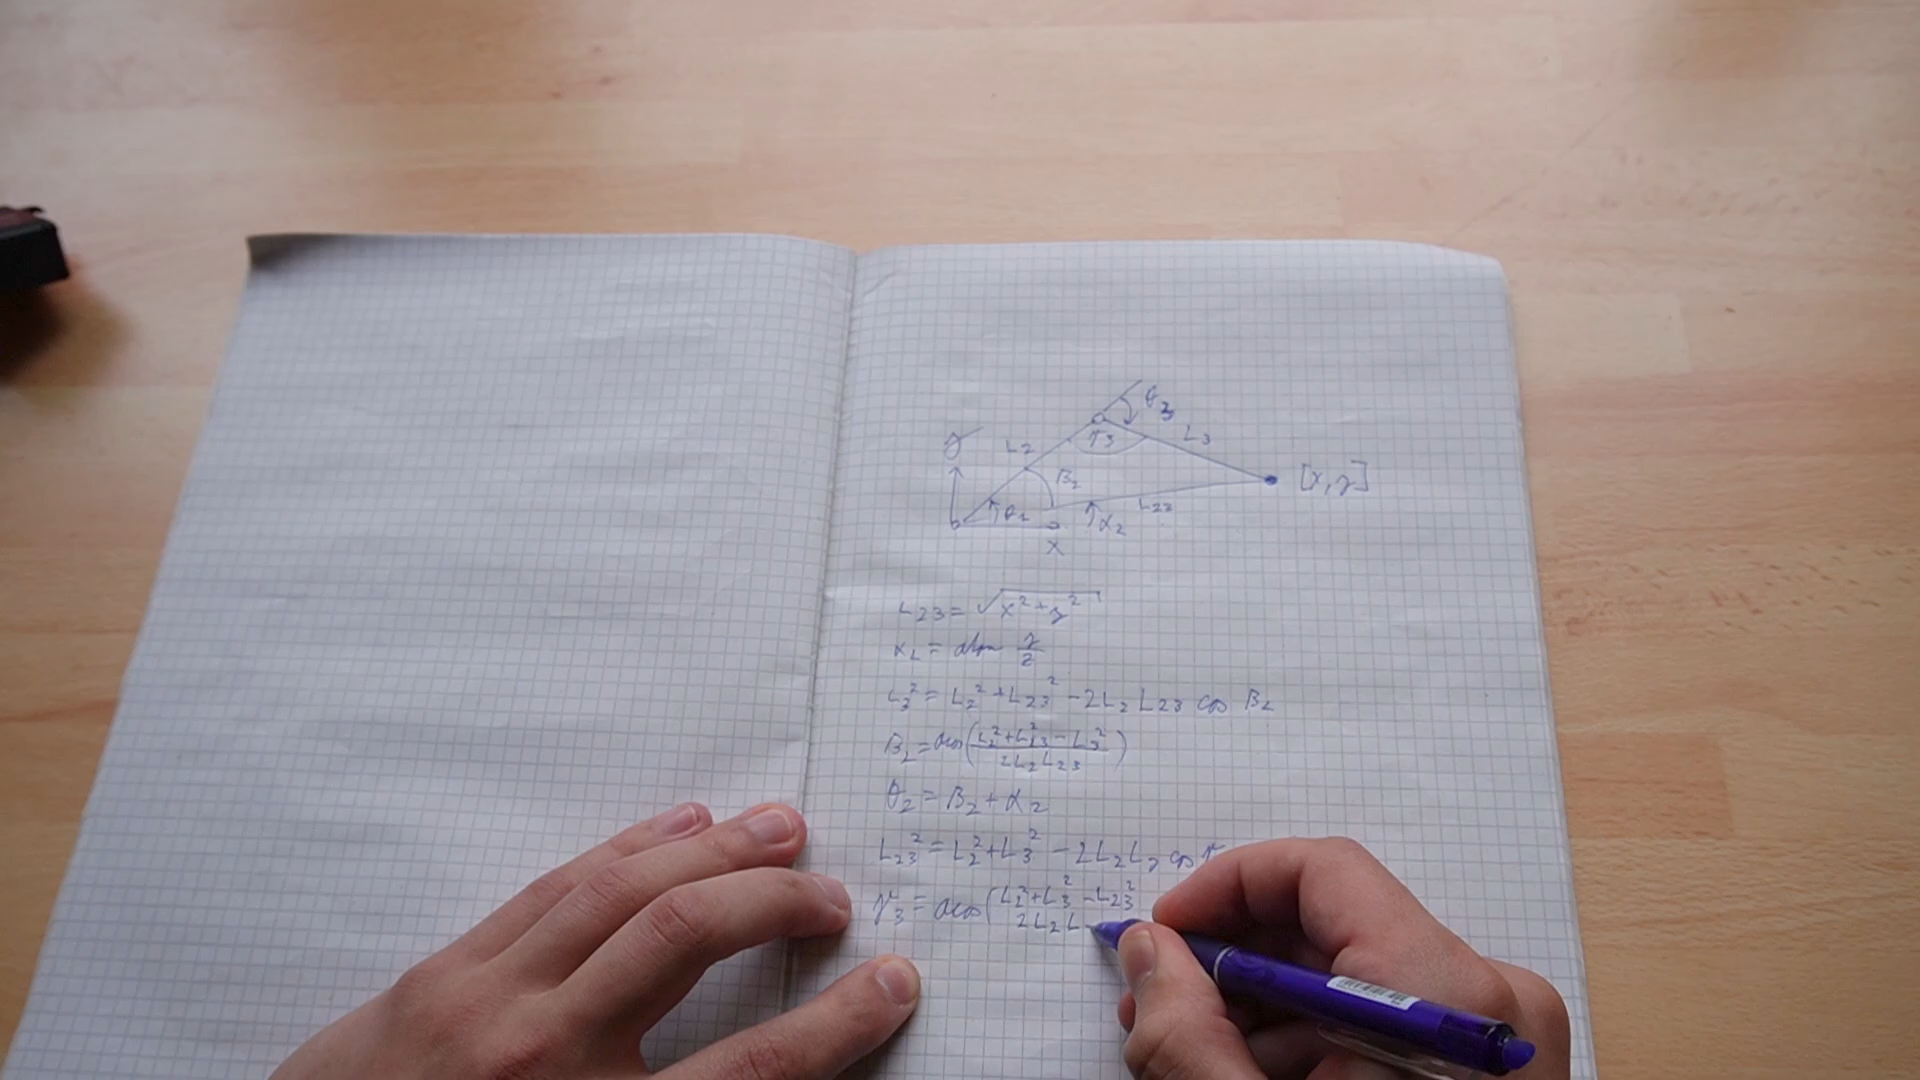 θ3
L2
γ3
L3
y
β2
[x,y]
θ2
L23
α2
x
L23 = √x²+y²
α2 = atan y/2
L3² = L2² + L23² - 2L2 L23 cos β2
β2 = acos(L2²+L23²-L3²/2L2L23)
θ2 = β2 + α2
L23² = L2² + L3² - 2L2L3 cos γ
γ3 = acos(L2²+L3²-L23²/2L2L